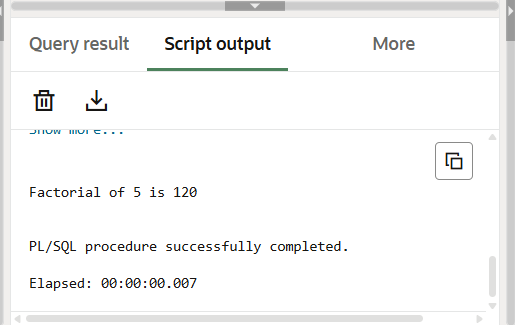 Query result
Script output
More
Show more...
Factorial of 5 is 120
PL/SQL procedure successfully completed.
Elapsed: 00:00:00.007